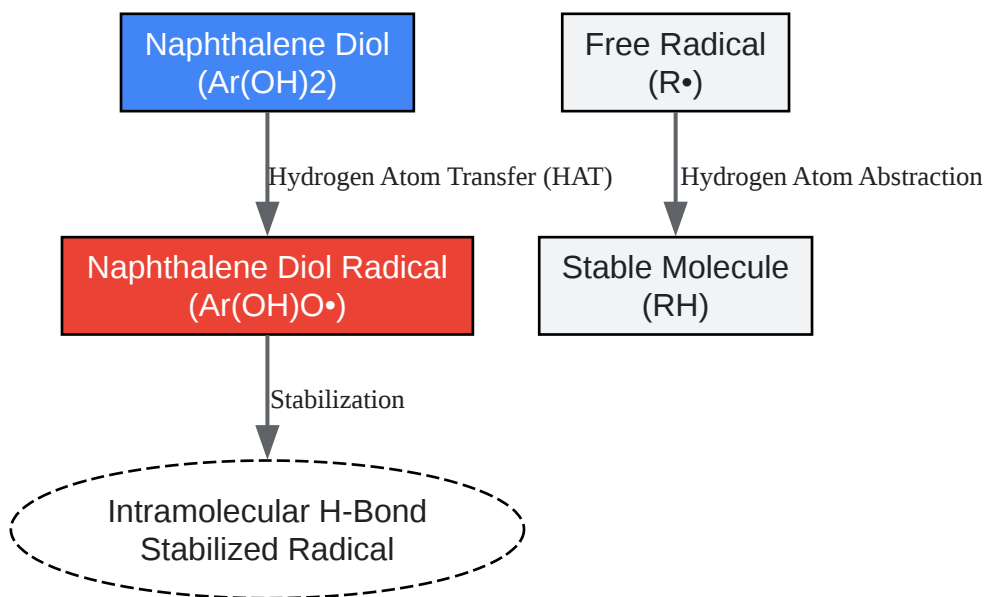 Naphthalene Diol
(Ar(OH)2)
Free Radical
(R•)
Hydrogen Atom Transfer (HAT)
Hydrogen Atom Abstraction
Naphthalene Diol Radical
(Ar(OH)O•)
Stable Molecule
(RH)
Stabilization
Intramolecular H-Bond
Stabilized Radical